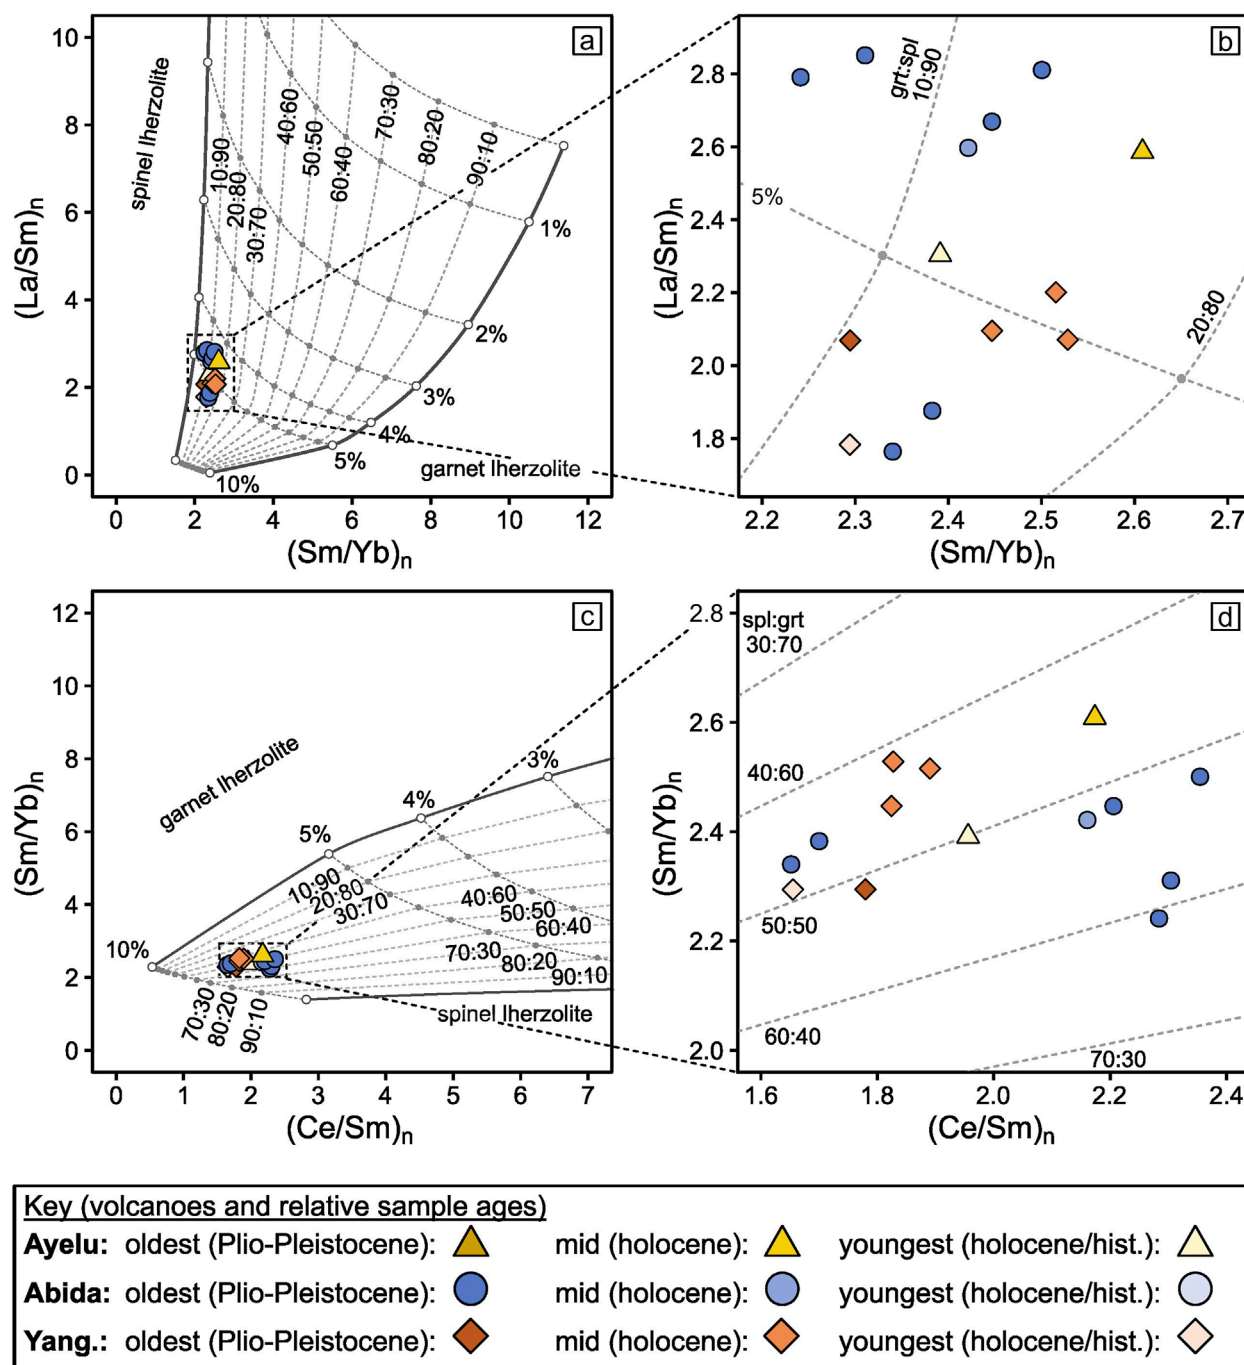 a
10
8
6
4
2
0
(La/Sm)n
spinel lherzolite
10:90
20:80
30:70
40:60
50:50
60:40
70:30
80:20
90:10
1%
2%
3%
4%
5%
10%
garnet lherzolite
0 2 4 6 8 10 12
(Sm/Yb)n
b
2.8
2.6
2.4
2.2
2.0
1.8
(La/Sm)n
grt:spl
10:90
5%
20:80
2.2 2.3 2.4 2.5 2.6 2.7
(Sm/Yb)n
c
12
10
8
6
4
2
0
(Sm/Yb)n
garnet lherzolite
3%
4%
5%
10%
10:90
20:80
30:70
40:60
50:50
60:40
70:30
80:20
90:10
70:30
80:20
90:10
spinel lherzolite
0 1 2 3 4 5 6 7
(Ce/Sm)n
d
2.8
2.6
2.4
2.2
2.0
(Sm/Yb)n
spl:grt
30:70
40:60
50:50
60:40
70:30
1.6 1.8 2.0 2.2 2.4
(Ce/Sm)n
Key (volcanoes and relative sample ages)
Ayelu: oldest (Plio-Pleistocene): mid (holocene): youngest (holocene/hist.):
Abida: oldest (Plio-Pleistocene): mid (holocene): youngest (holocene/hist.):
Yang.: oldest (Plio-Pleistocene): mid (holocene): youngest (holocene/hist.):